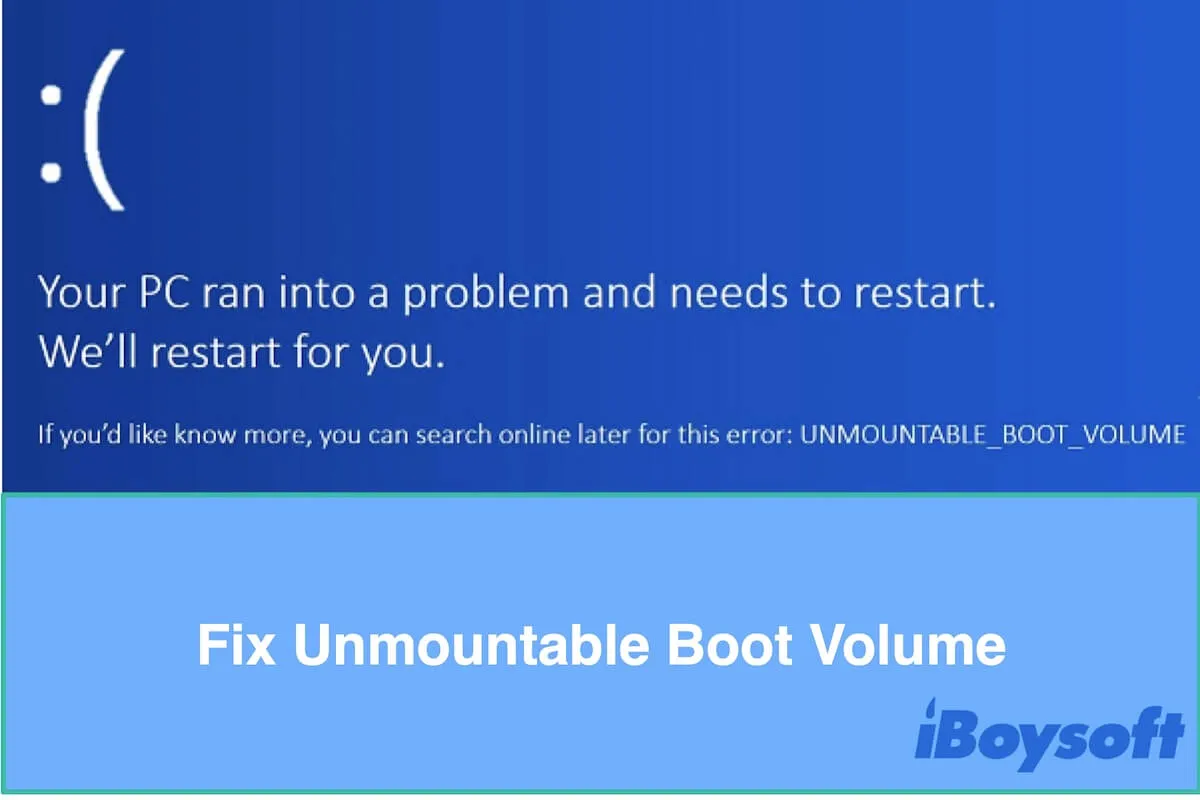 :(
Your PC ran into a problem and needs to restart.
We’ll restart for you.
If you’d like know more, you can search online later for this error: UNMOUNTABLE_BOOT_VOLUME
Fix Unmountable Boot Volume
iBoysoft